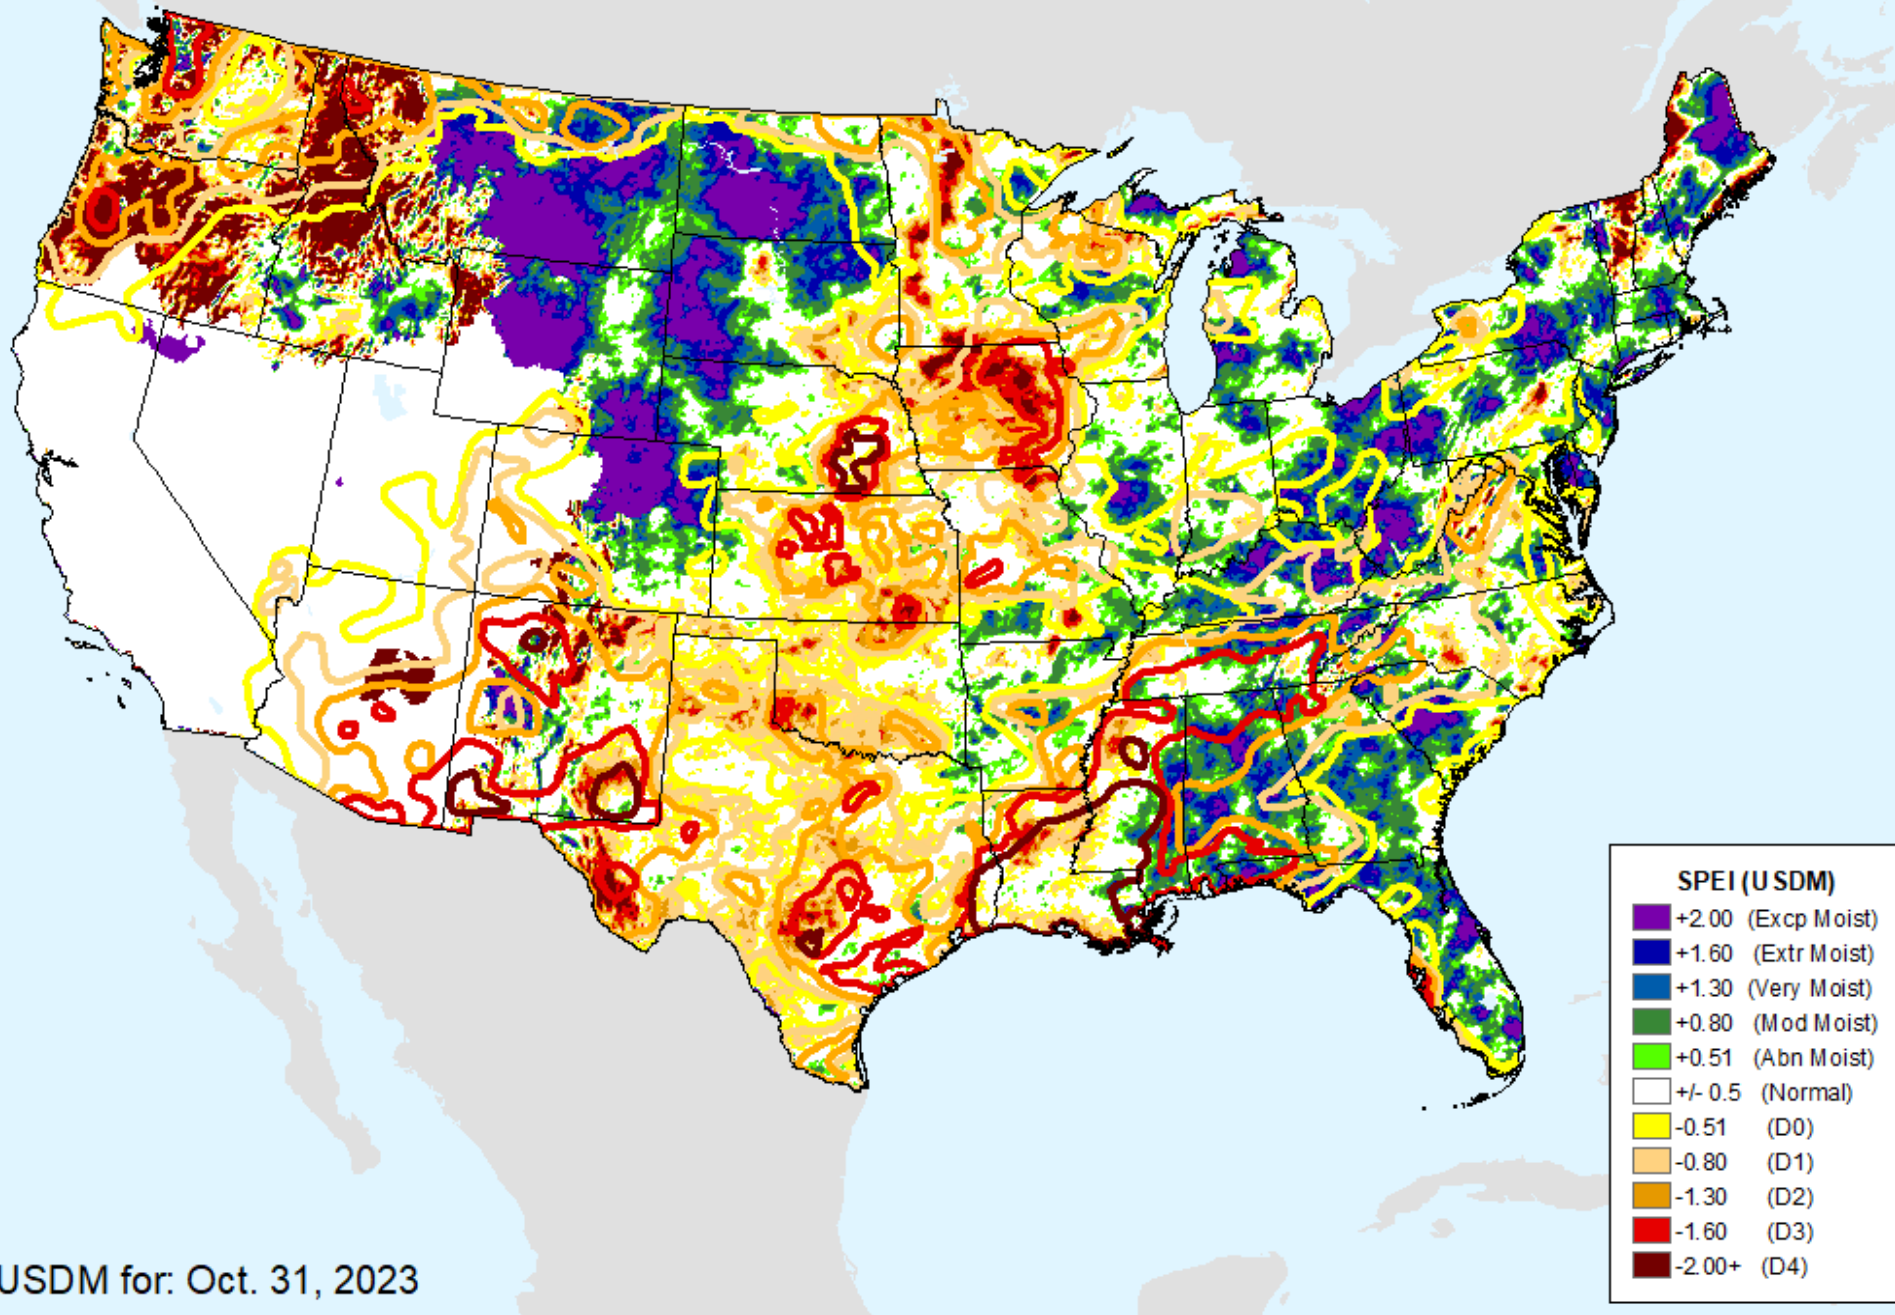 SPEI (USDM)
+2.00 (Excp Moist)
+1.60 (Extr Moist)
+1.30 (Very Moist)
+0.80 (Mod Moist)
+0.51 (Abn Moist)
+/- 0.5 (Normal)
-0.51 (D0)
-0.80 (D1)
-1.30 (D2)
-1.60 (D3)
-2.00+ (D4)
USDM for: Oct. 31, 2023